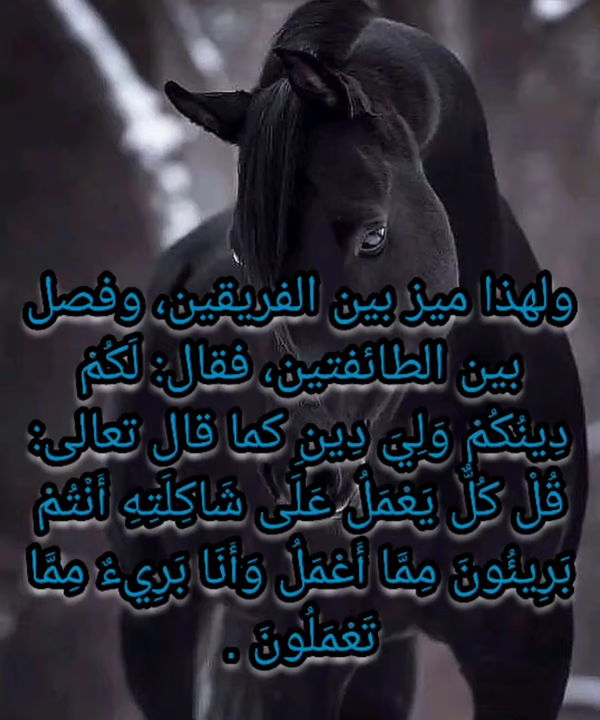 ولهذا ميز بين الفريقين، وفصل
بين الطائفتين، فقال: لَكُمْ
دِينُكُمْ وَلِيَ دِينِ كما قال تعالى:
قُلْ كُلٌّ يَعْمَلُ عَلَى شَاكِلَتِهِ أَنْتُمْ
بَرِيئُونَ مِمَّا أَعْمَلُ وَأَنَا بَرِيءٌ مِمَّا
تَعْمَلُونَ .